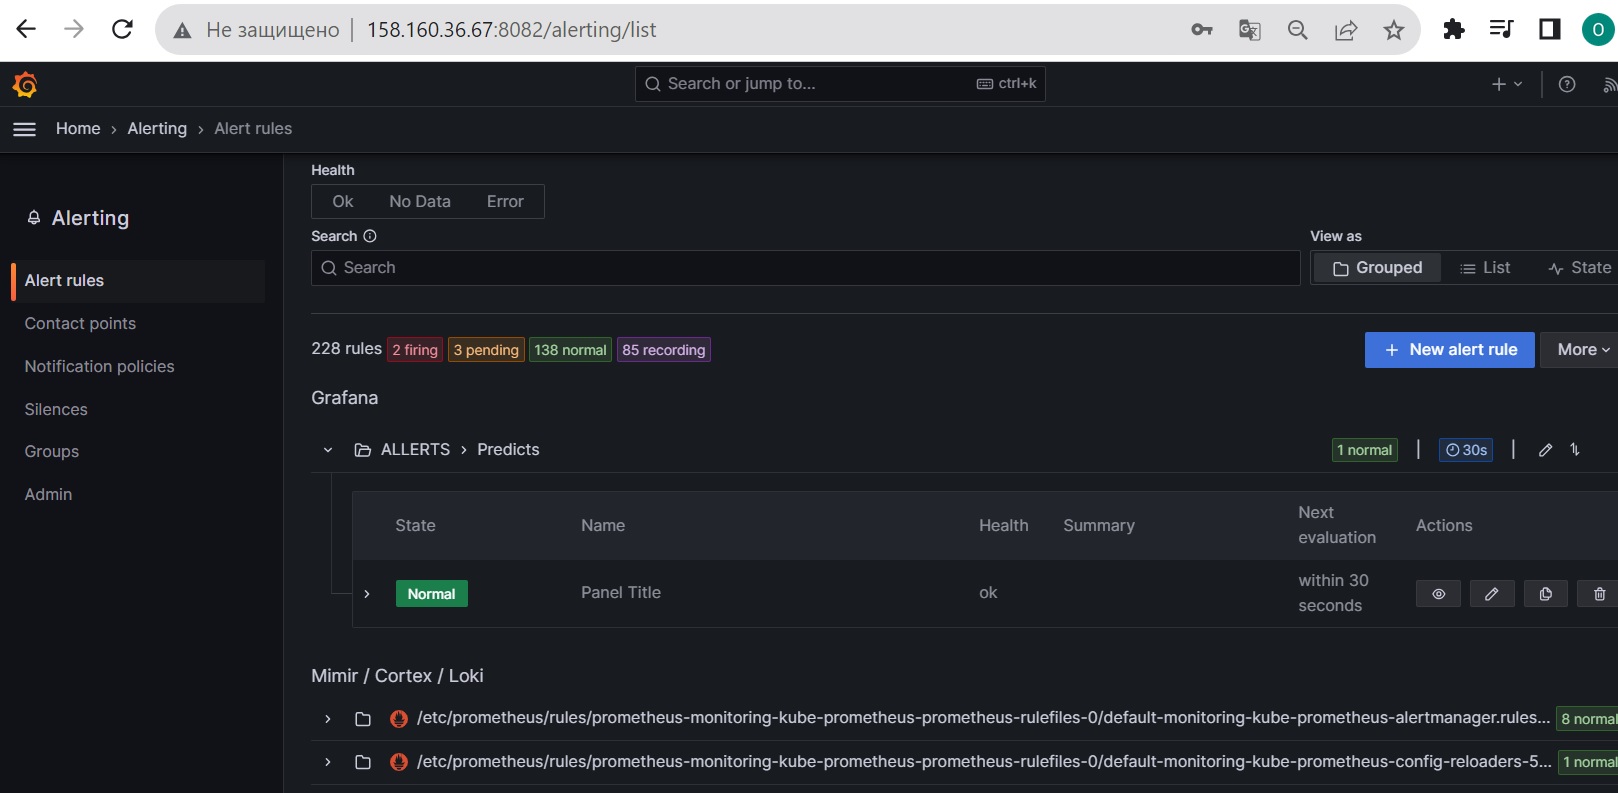 Не защищено | 158.160.36.67:8082/alerting/list
O
Search or jump to... ctrl+k
Home › Alerting › Alert rules
Alerting
Alert rules
Contact points
Notification policies
Silences
Groups
Admin
Health
Ok No Data Error
Search
Search
View as
Grouped List State
228 rules 2 firing 3 pending 138 normal 85 recording
+ New alert rule More
Grafana
ALLERTS › Predicts 1 normal | 30s |
State Name Health Summary Next evaluation Actions
Normal Panel Title ok within 30 seconds
Mimir / Cortex / Loki
/etc/prometheus/rules/prometheus-monitoring-kube-prometheus-prometheus-rulefiles-0/default-monitoring-kube-prometheus-alertmanager.rules... 8 normal
/etc/prometheus/rules/prometheus-monitoring-kube-prometheus-prometheus-rulefiles-0/default-monitoring-kube-prometheus-config-reloaders-5... 1 normal